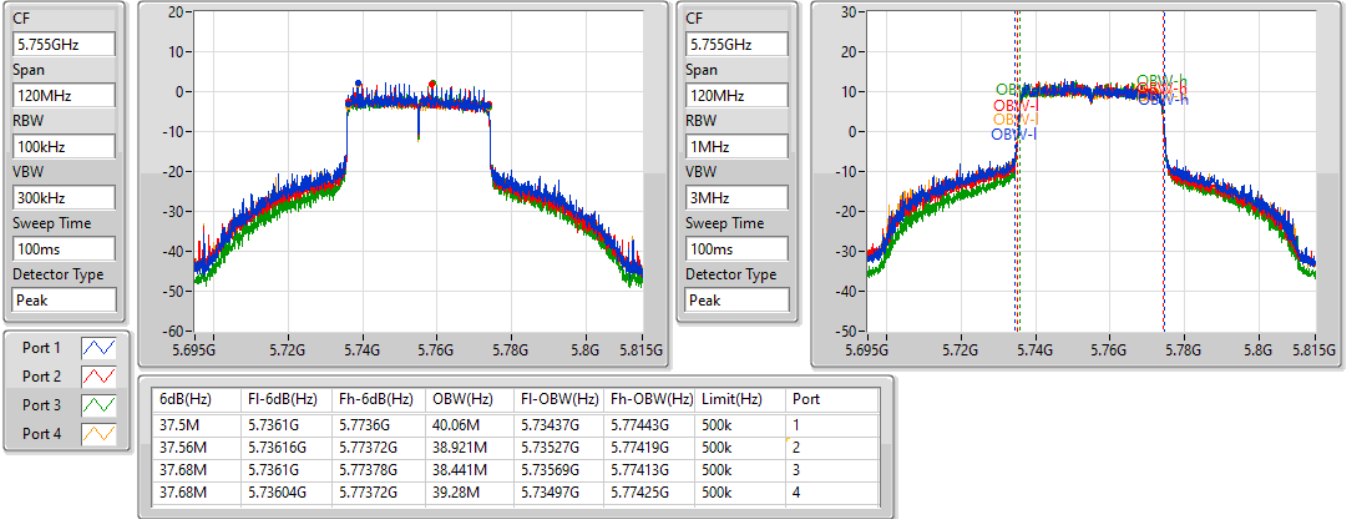 CF
5.755GHz
Span
120MHz
RBW
100kHz
VBW
300kHz
Sweep Time
100ms
Detector Type
Peak
20
10
0
-10
-20
-30
-40
-50
-60
5.695G 5.72G 5.74G 5.76G 5.78G 5.8G 5.815G
CF
5.755GHz
Span
120MHz
RBW
1MHz
VBW
3MHz
Sweep Time
100ms
Detector Type
Peak
30
20
10
0
-10
-20
-30
-40
-50
OBW-h
OBW-l
OBW-l
OBW-l
OBW-h
5.695G 5.72G 5.74G 5.76G 5.78G 5.8G 5.815G
Port 1
Port 2
Port 3
Port 4
6dB(Hz) Fl-6dB(Hz) Fh-6dB(Hz) OBW(Hz) Fl-OBW(Hz) Fh-OBW(Hz) Limit(Hz) Port
37.5M 5.7361G 5.7736G 40.06M 5.73437G 5.77443G 500k 1
37.56M 5.73616G 5.77372G 38.921M 5.73527G 5.77419G 500k 2
37.68M 5.7361G 5.77378G 38.441M 5.73569G 5.77413G 500k 3
37.68M 5.73604G 5.77372G 39.28M 5.73497G 5.77425G 500k 4